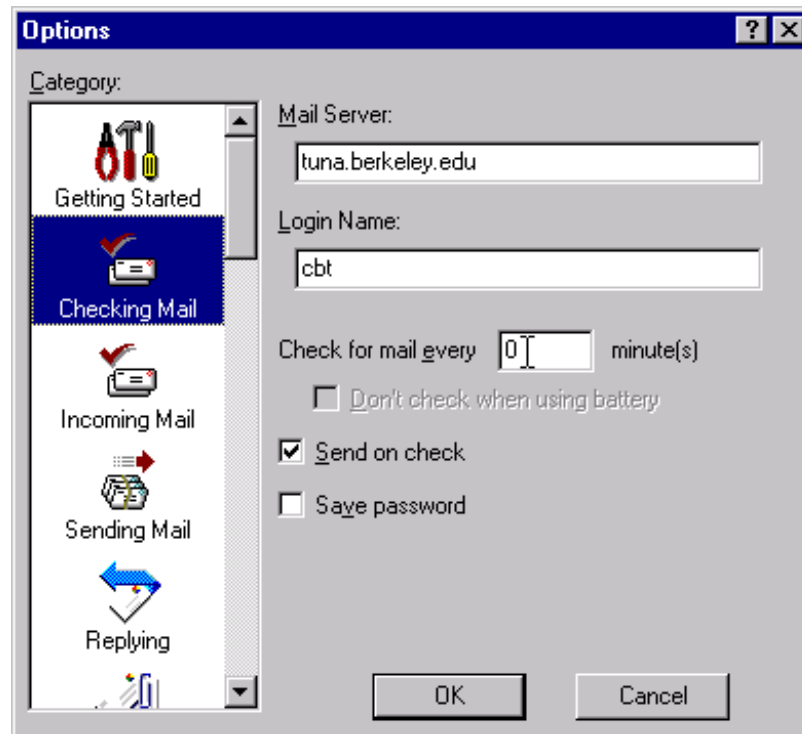 Options
Category:
Getting Started
Checking Mail
Incoming Mail
Sending Mail
Replying
Mail Server:
tuna.berkeley.edu
Login Name:
cbt
Check for mail every 0 minute(s)
Don't check when using battery
Send on check
Save password
OK Cancel